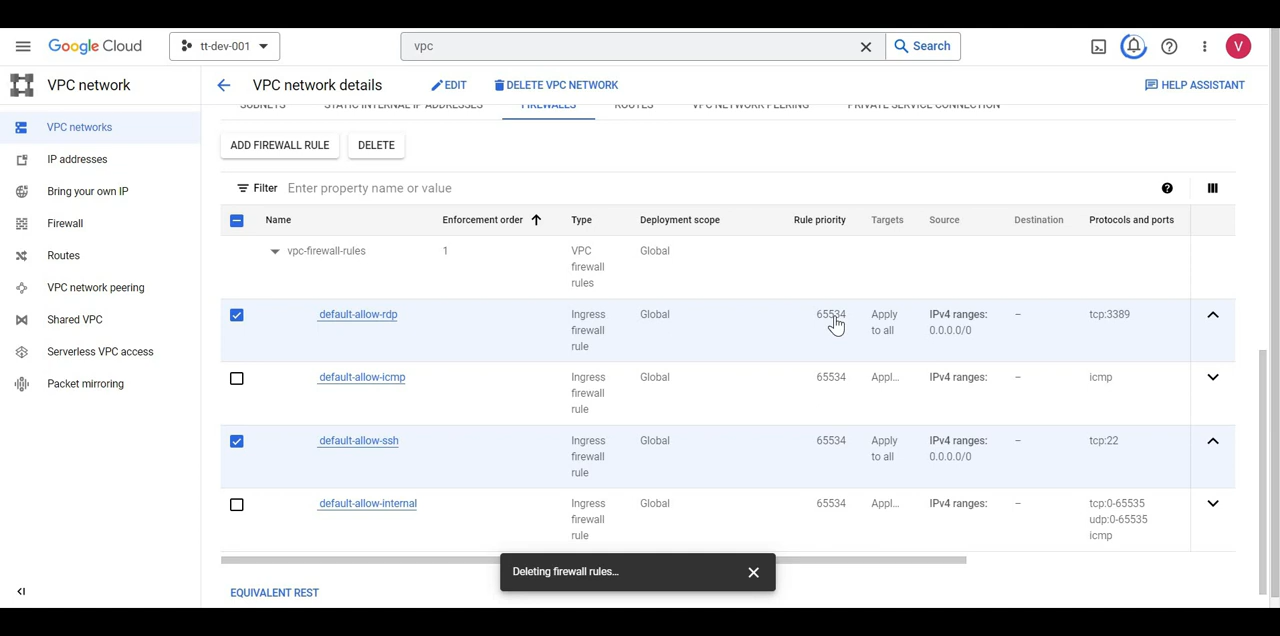 Google Cloud
tt-dev-001
vpc
Search
V
VPC network
VPC network details
EDIT
DELETE VPC NETWORK
HELP ASSISTANT
VPC networks
IP addresses
Bring your own IP
Firewall
Routes
VPC network peering
Shared VPC
Serverless VPC access
Packet mirroring
SUBNETS
STATIC INTERNAL IP ADDRESSES
FIREWALLS
ROUTES
VPC NETWORK PEERING
PRIVATE SERVICE CONNECTION
ADD FIREWALL RULE
DELETE
Filter Enter property name or value
Name Enforcement order Type Deployment scope Rule priority Targets Source Destination Protocols and ports
vpc-firewall-rules 1 VPC Global
firewall
rules
default-allow-rdp Ingress Global 65534 Apply IPv4 ranges: – tcp:3389
firewall to all 0.0.0.0/0
rule
default-allow-icmp Ingress Global 65534 Appl... IPv4 ranges: – icmp
firewall
rule
default-allow-ssh Ingress Global 65534 Apply IPv4 ranges: – tcp:22
firewall to all 0.0.0.0/0
rule
default-allow-internal Ingress Global 65534 Appl... IPv4 ranges: – tcp:0-65535
firewall udp:0-65535
rule icmp
Deleting firewall rules...
EQUIVALENT REST